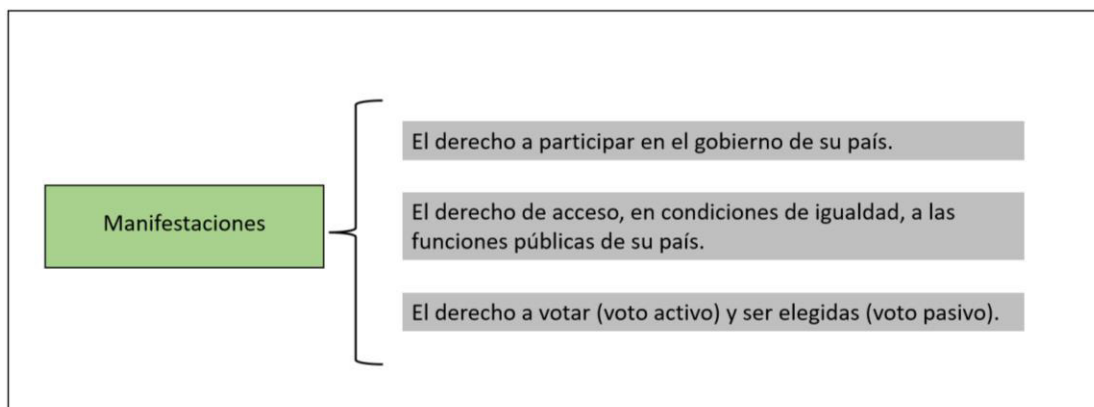 Manifestaciones
El derecho a participar en el gobierno de su país.
El derecho de acceso, en condiciones de igualdad, a las
funciones públicas de su país.
El derecho a votar (voto activo) y ser elegidas (voto pasivo).